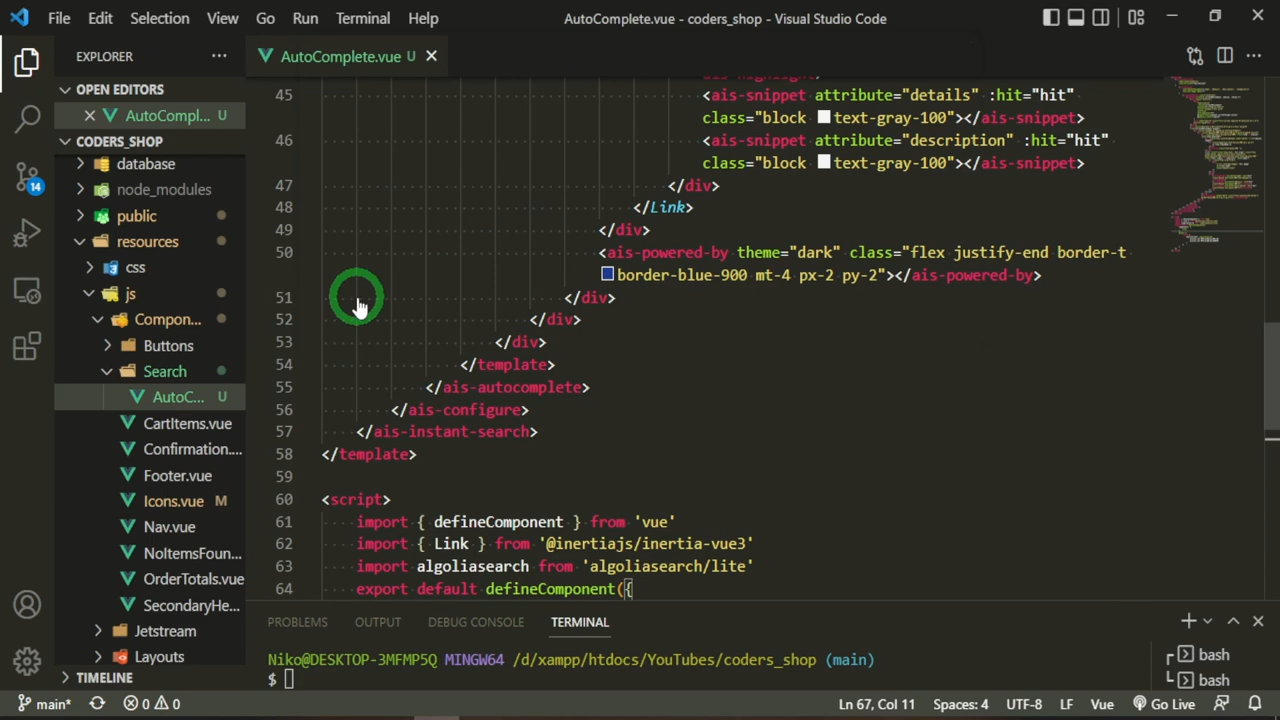 File Edit Selection View Go Run Terminal Help AutoComplete.vue - coders_shop - Visual Studio Code
EXPLORER
AutoComplete.vue U
OPEN EDITORS
AutoCompl... U
CODERS_SHOP
database
node_modules
public
resources
css
js
Compon...
Buttons
Search
AutoC... U
CartItems.vue
Confirmation....
Footer.vue
Icons.vue M
Nav.vue
NoItemsFoun...
OrderTotals.vue
SecondaryHe...
Jetstream
Layouts
TIMELINE
14
ais-highlight>
45 <ais-snippet attribute="details" :hit="hit"
class="block text-gray-100"></ais-snippet>
46 <ais-snippet attribute="description" :hit="hit"
class="block text-gray-100"></ais-snippet>
47 </div>
48 </Link>
49 </div>
50 <ais-powered-by theme="dark" class="flex justify-end border-t
border-blue-900 mt-4 px-2 py-2"></ais-powered-by>
51 </div>
52 </div>
53 </div>
54 </template>
55 </ais-autocomplete>
56 </ais-configure>
57 </ais-instant-search>
58 </template>
59
60 <script>
61 import { defineComponent } from 'vue'
62 import { Link } from '@inertiajs/inertia-vue3'
63 import algoliasearch from 'algoliasearch/lite'
64 export default defineComponent({
PROBLEMS OUTPUT DEBUG CONSOLE TERMINAL
Niko@DESKTOP-3MFMP5Q MINGW64 /d/xampp/htdocs/YouTubes/coders_shop (main)
$
bash
bash
main* 0 0 Ln 67, Col 11 Spaces: 4 UTF-8 LF Vue Go Live